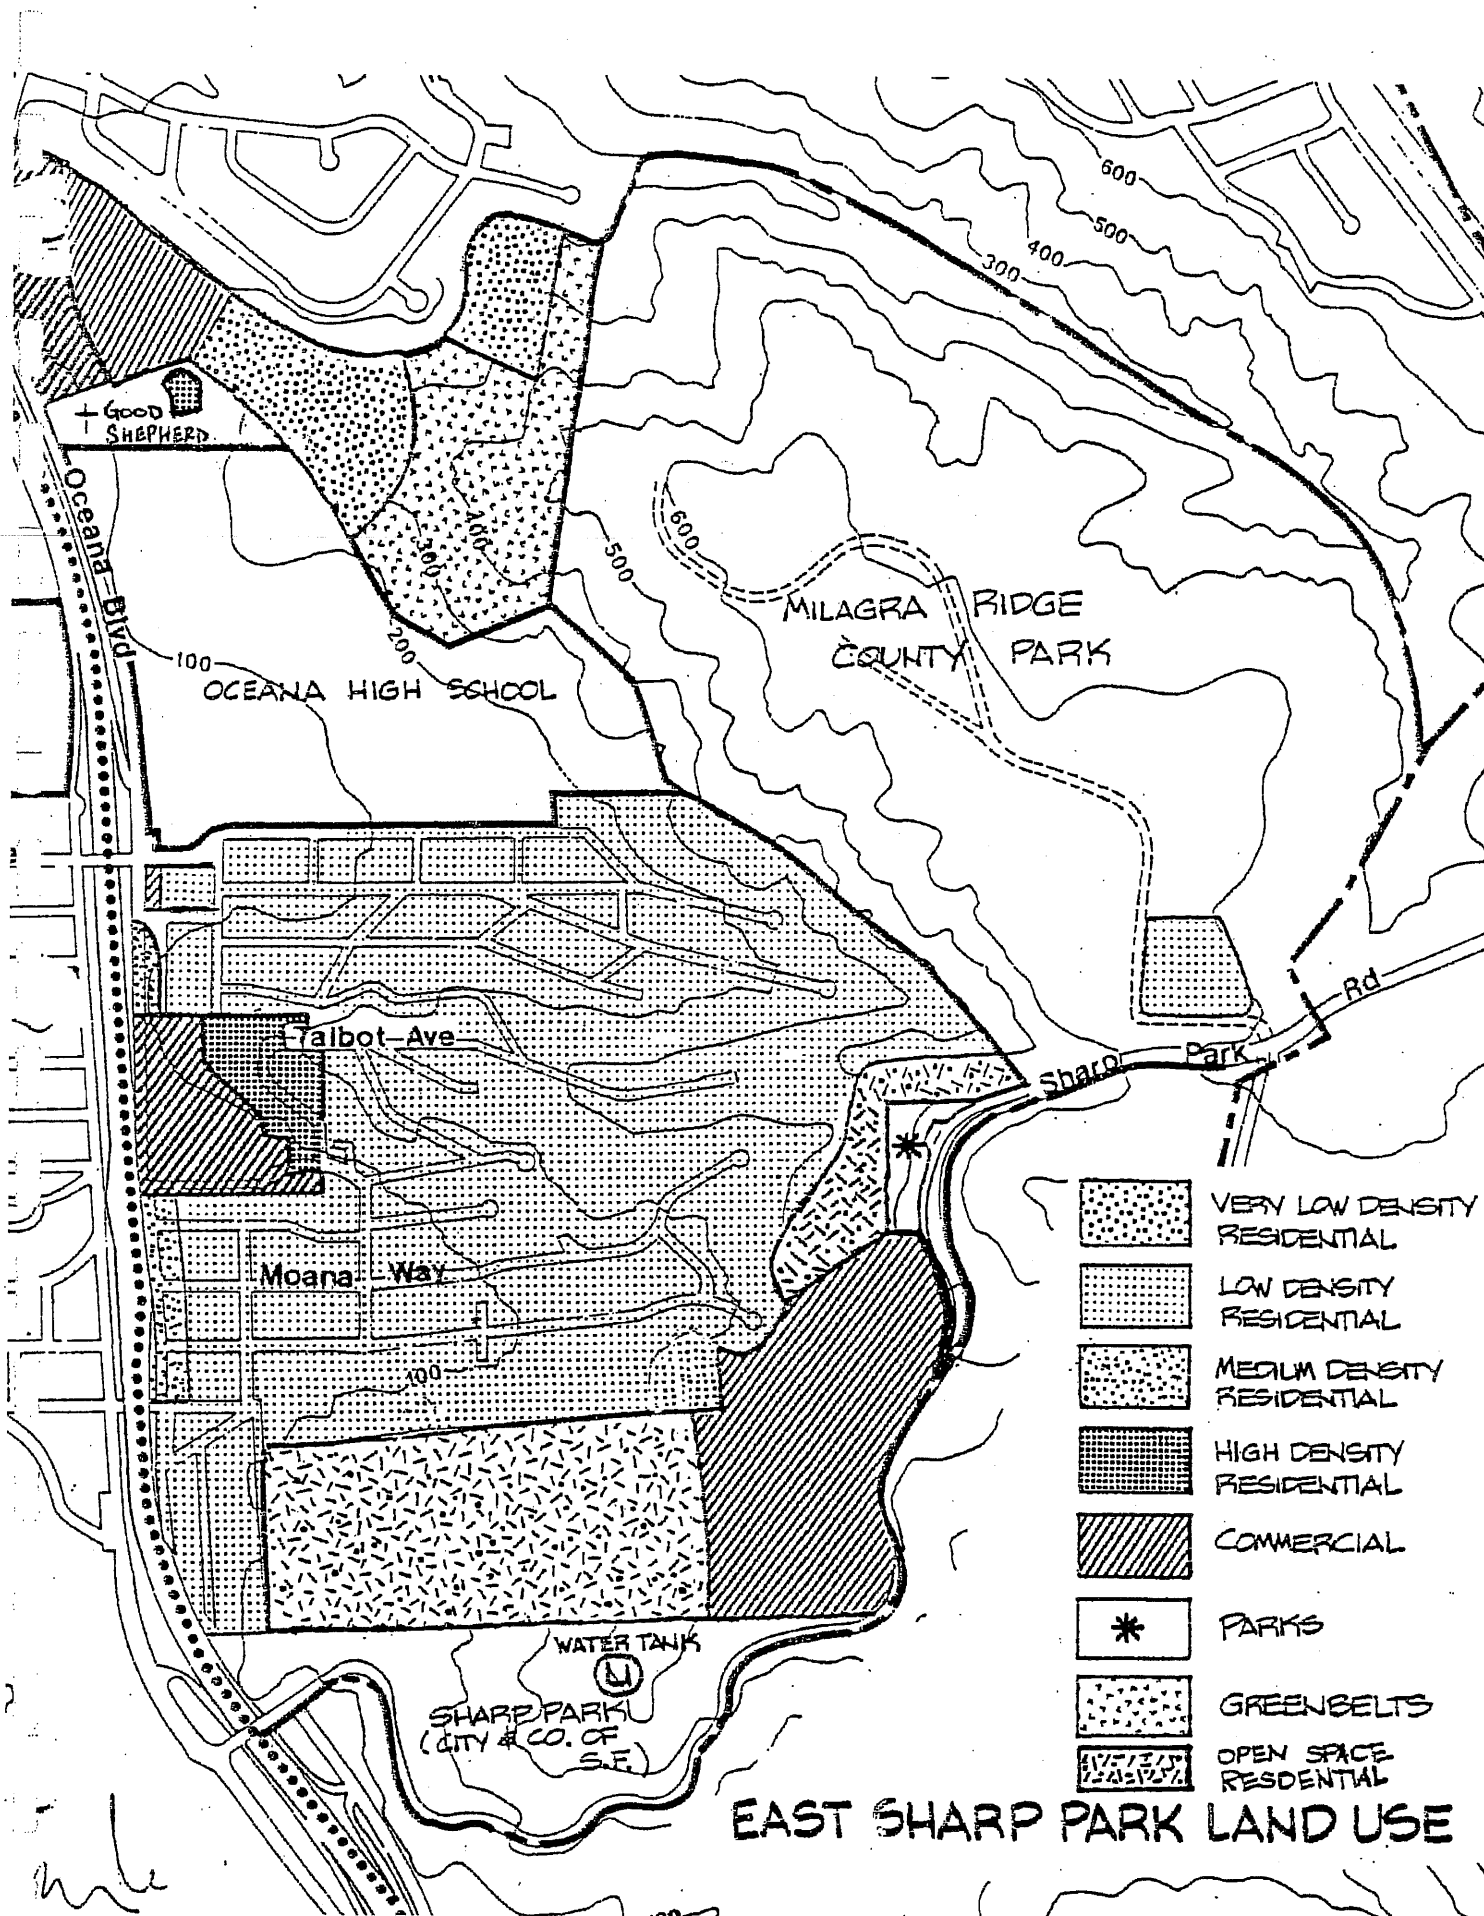 600
500
400
300
+ GOOD
SHEPHERD
Oceana Blvd
600
500
400
300
200
100
MILAGRA RIDGE
COUNTY PARK
OCEANA HIGH SCHOOL
Talbot Ave
Sharp Park Rd
Moana Way
100
WATER TANK
SHARP PARK
(CITY & CO. OF
S.F.)
VERY LOW DENSITY
RESIDENTIAL
LOW DENSITY
RESIDENTIAL
MEDIUM DENSITY
RESIDENTIAL
HIGH DENSITY
RESIDENTIAL
COMMERCIAL
PARKS
GREENBELTS
OPEN SPACE
RESDENTIAL
EAST SHARP PARK LAND USE